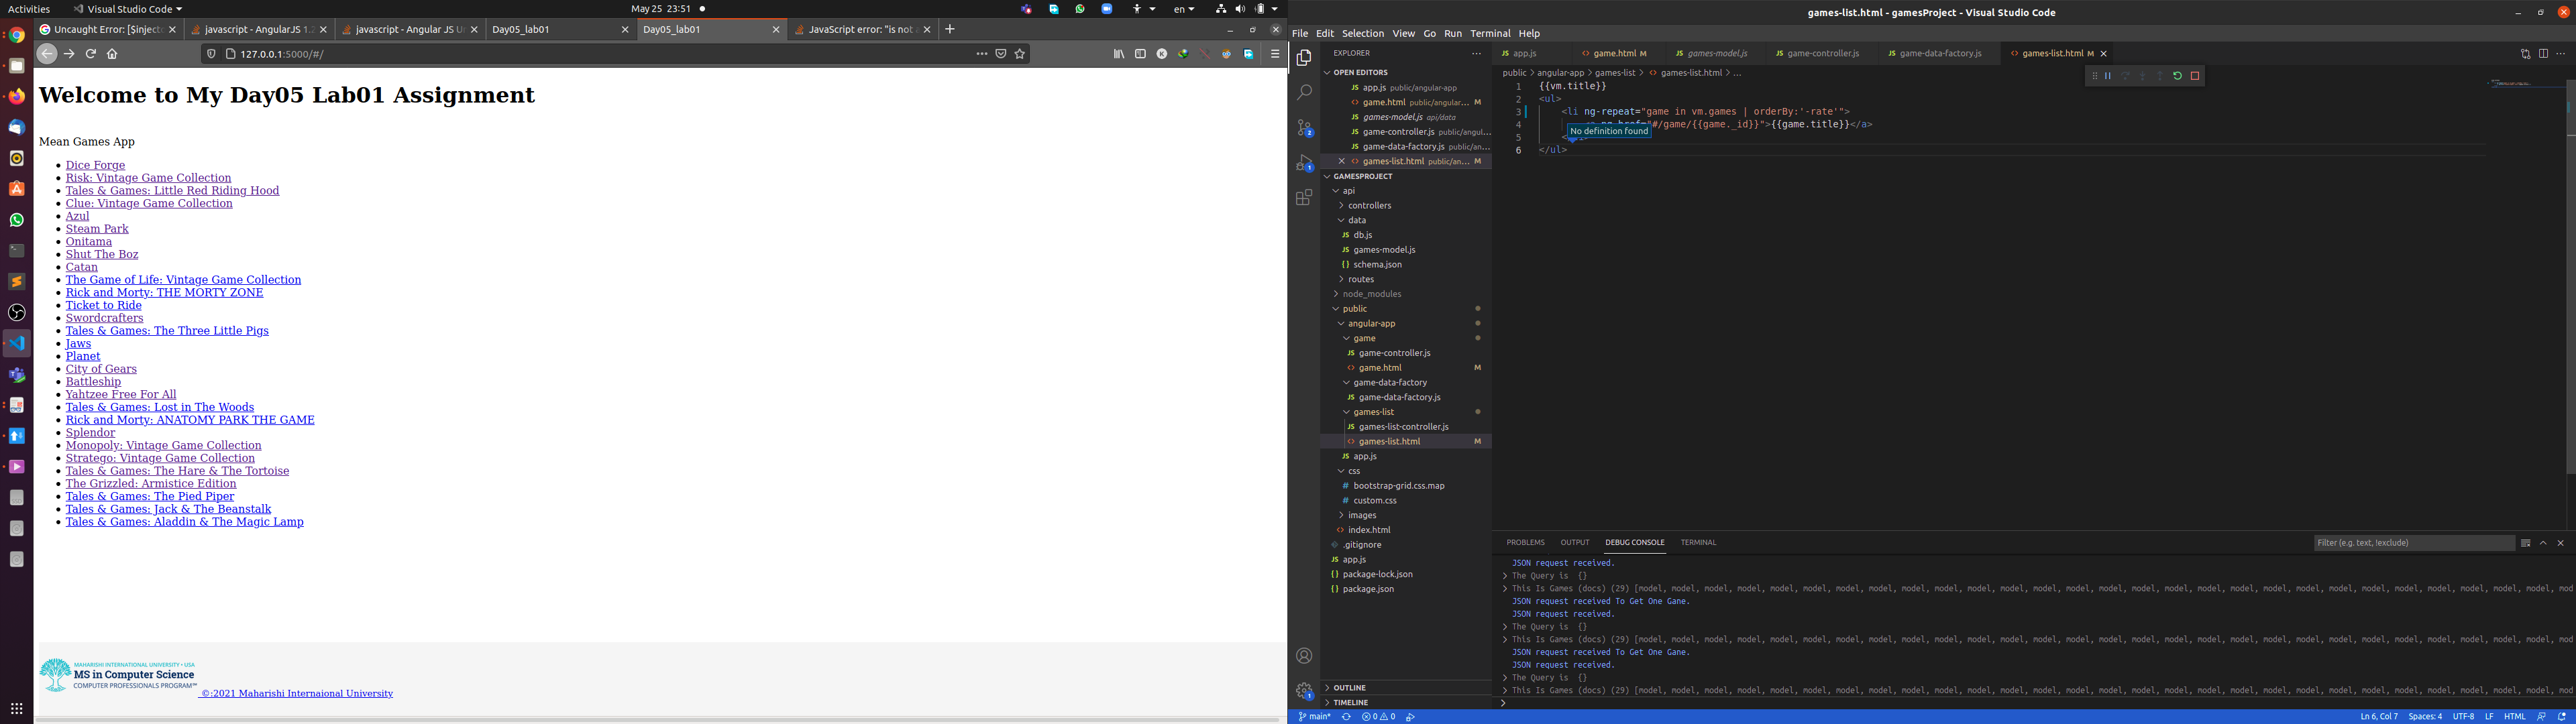 Activities
Visual Studio Code
May 25 23:51
en
Uncaught Error: [$injecto
javascript - AngularJS 1.2
javascript - Angular JS Un
Day05_lab01
Day05_lab01
JavaScript error: "is not a
127.0.0.1:5000/#/
Welcome to My Day05 Lab01 Assignment
Mean Games App
Dice Forge
Risk: Vintage Game Collection
Tales & Games: Little Red Riding Hood
Clue: Vintage Game Collection
Azul
Steam Park
Onitama
Shut The Boz
Catan
The Game of Life: Vintage Game Collection
Rick and Morty: THE MORTY ZONE
Ticket to Ride
Swordcrafters
Tales & Games: The Three Little Pigs
Jaws
Planet
City of Gears
Battleship
Yahtzee Free For All
Tales & Games: Lost in The Woods
Rick and Morty: ANATOMY PARK THE GAME
Splendor
Monopoly: Vintage Game Collection
Stratego: Vintage Game Collection
Tales & Games: The Hare & The Tortoise
The Grizzled: Armistice Edition
Tales & Games: The Pied Piper
Tales & Games: Jack & The Beanstalk
Tales & Games: Aladdin & The Magic Lamp
MAHARISHI INTERNATIONAL UNIVERSITY • USA
MS in Computer Science
COMPUTER PROFESSIONALS PROGRAM℠
©:2021 Maharishi Internaional University
games-list.html - gamesProject - Visual Studio Code
File Edit Selection View Go Run Terminal Help
EXPLORER
OPEN EDITORS
app.js public/angular-app
game.html public/angular... M
games-model.js api/data
game-controller.js public/angul...
game-data-factory.js public/an...
games-list.html public/an... M
GAMESPROJECT
api
controllers
data
db.js
games-model.js
schema.json
routes
node_modules
public
angular-app
game
game-controller.js
game.html M
game-data-factory
game-data-factory.js
games-list
games-list-controller.js
games-list.html M
app.js
css
bootstrap-grid.css.map
custom.css
images
index.html
.gitignore
app.js
package-lock.json
package.json
OUTLINE
TIMELINE
app.js
game.html M
games-model.js
game-controller.js
game-data-factory.js
games-list.html M
public > angular-app > games-list > games-list.html > ...
1 {{vm.title}}
2 <ul>
3 <li ng-repeat="game in vm.games | orderBy:'-rate'">
4 "#/game/{{game._id}}">{{game.title}}</a>
No definition found
5
6 </ul>
PROBLEMS OUTPUT DEBUG CONSOLE TERMINAL
Filter (e.g. text, !exclude)
JSON request received.
The Query is {}
This Is Games (docs) (29) [model, model, model, model, model, model, model, model, model, model, model, model, model, model, model, model, model, model, model, model, model, model, model, model, model, model, model, model, mod
JSON request received To Get One Game.
JSON request received.
The Query is {}
This Is Games (docs) (29) [model, model, model, model, model, model, model, model, model, model, model, model, model, model, model, model, model, model, model, model, model, model, model, model, model, model, model, model, mod
JSON request received To Get One Game.
JSON request received.
The Query is {}
This Is Games (docs) (29) [model, model, model, model, model, model, model, model, model, model, model, model, model, model, model, model, model, model, model, model, model, model, model, model, model, model, model, model, mod
main*
0 0
Ln 6, Col 7 Spaces: 4 UTF-8 LF HTML